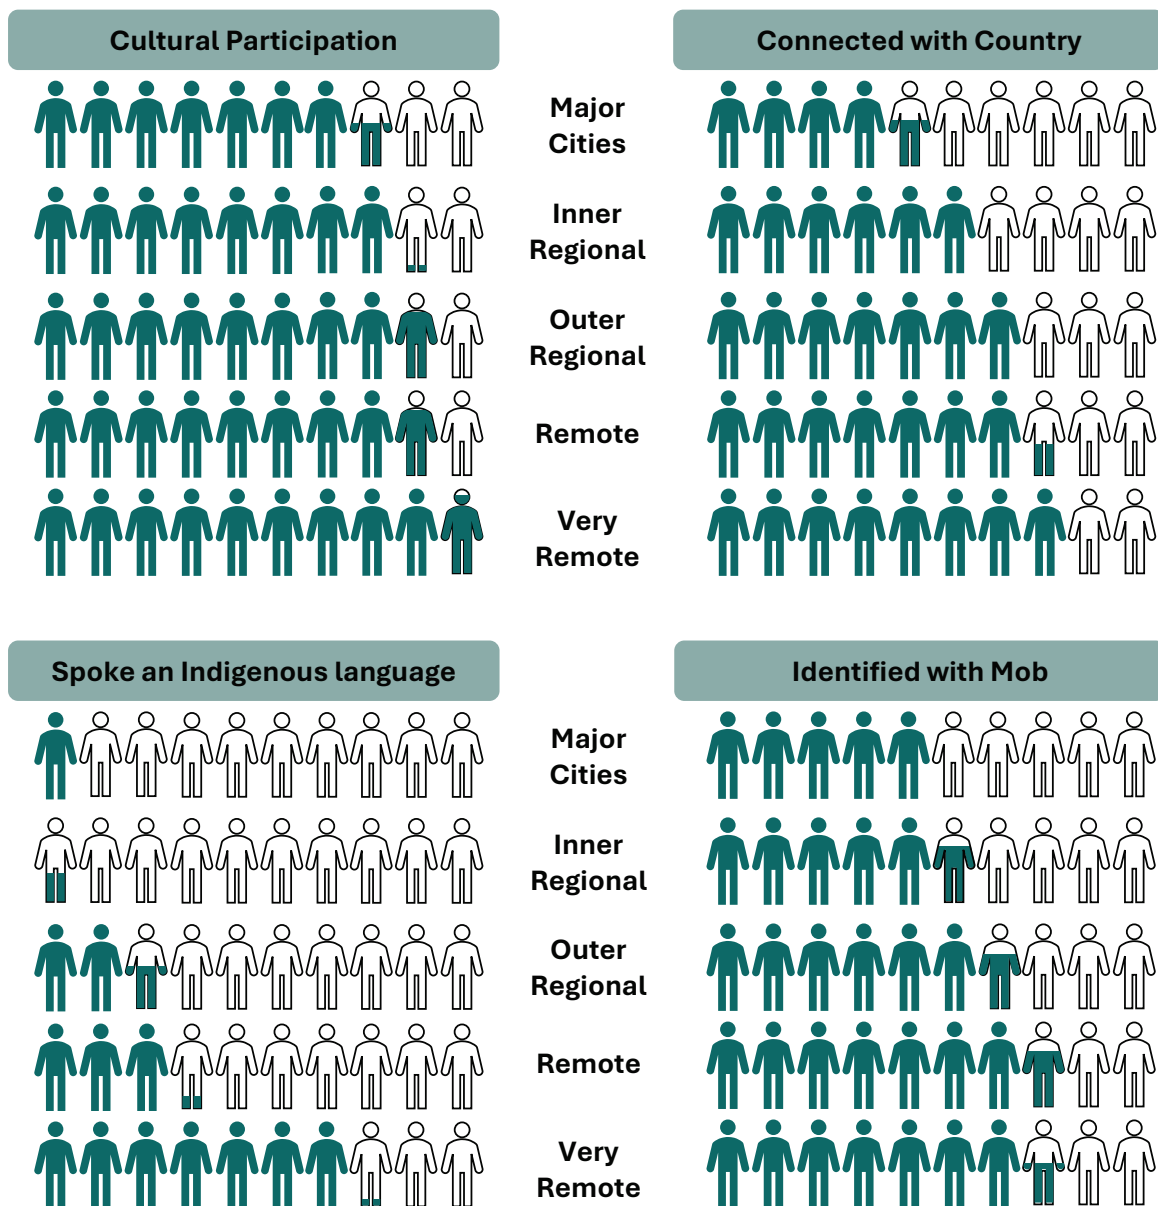 Cultural Participation
Connected with Country
Major
Cities
Inner
Regional
Outer
Regional
Remote
Very
Remote
Spoke an Indigenous language
Identified with Mob
Major
Cities
Inner
Regional
Outer
Regional
Remote
Very
Remote